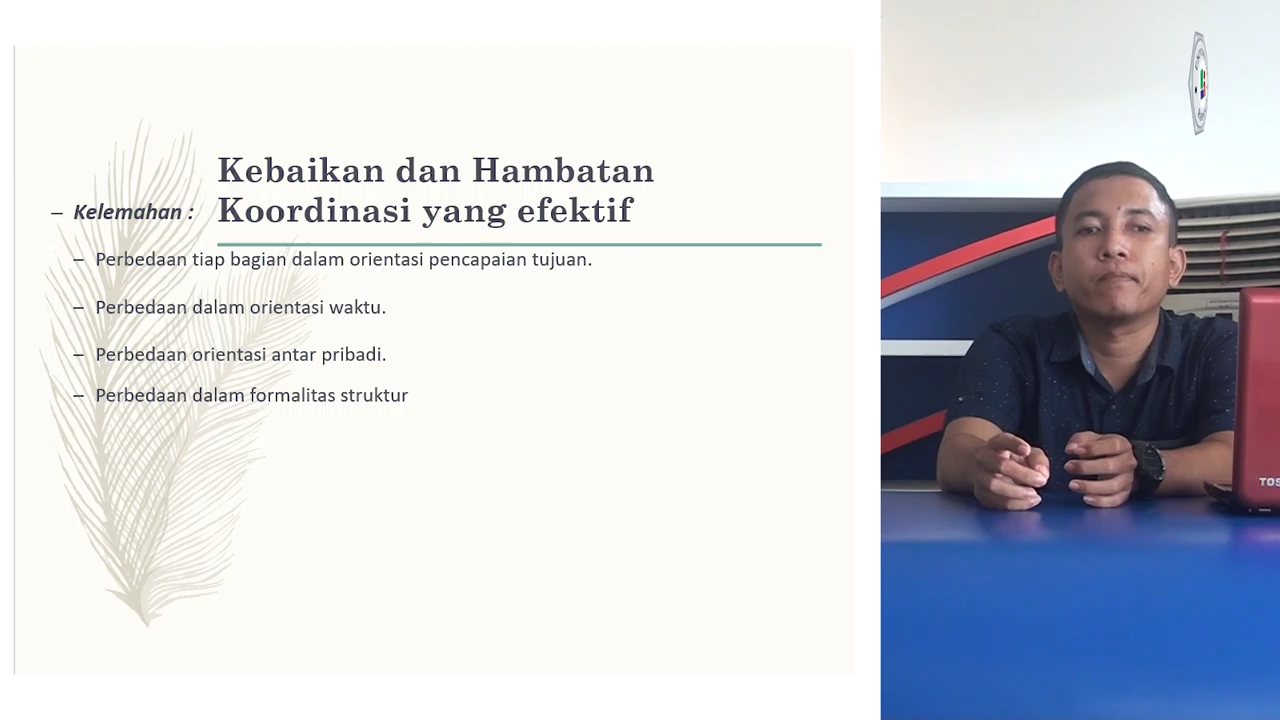 Kebaikan dan Hambatan
Koordinasi yang efektif
– Kelemahan :
– Perbedaan tiap bagian dalam orientasi pencapaian tujuan.
– Perbedaan dalam orientasi waktu.
– Perbedaan orientasi antar pribadi.
– Perbedaan dalam formalitas struktur
TOS